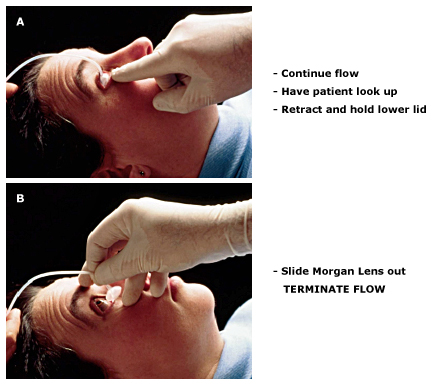 A
- Continue flow
- Have patient look up
- Retract and hold lower lid
B
- Slide Morgan Lens out
TERMINATE FLOW